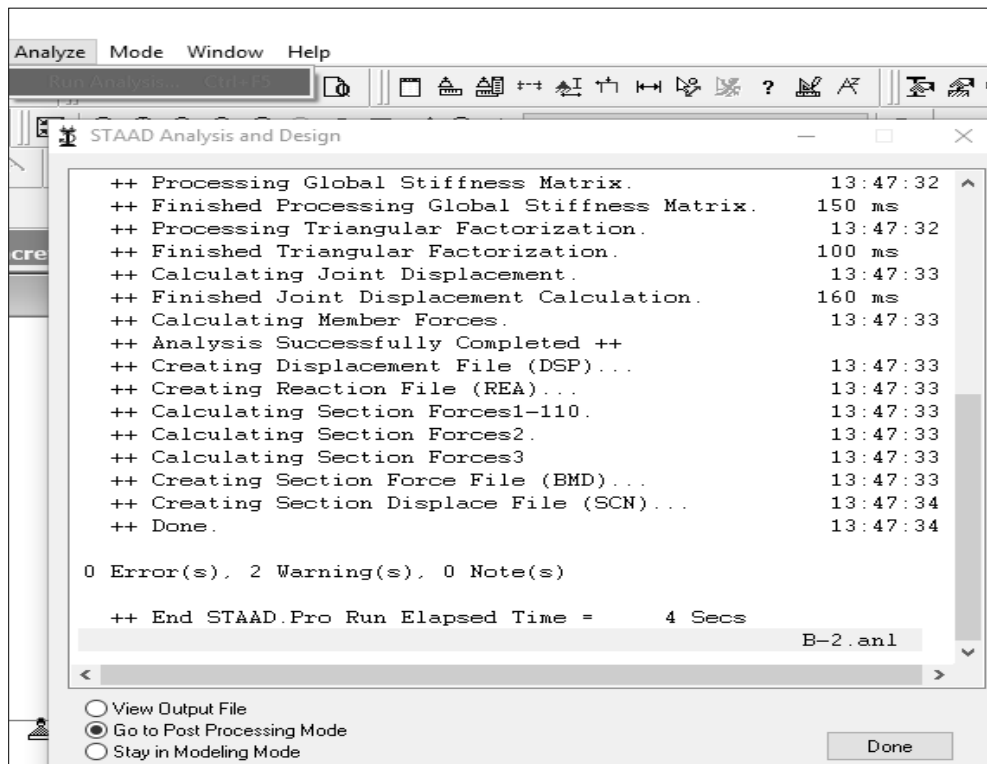 Analyze Mode Window Help
Run Analysis... Ctrl+F5
?
STAAD Analysis and Design
cre
++ Processing Global Stiffness Matrix. 13:47:32
++ Finished Processing Global Stiffness Matrix. 150 ms
++ Processing Triangular Factorization. 13:47:32
++ Finished Triangular Factorization. 100 ms
++ Calculating Joint Displacement. 13:47:33
++ Finished Joint Displacement Calculation. 160 ms
++ Calculating Member Forces. 13:47:33
++ Analysis Successfully Completed ++
++ Creating Displacement File (DSP)... 13:47:33
++ Creating Reaction File (REA)... 13:47:33
++ Calculating Section Forces1-110. 13:47:33
++ Calculating Section Forces2. 13:47:33
++ Calculating Section Forces3 13:47:33
++ Creating Section Force File (BMD)... 13:47:33
++ Creating Section Displace File (SCN)... 13:47:34
++ Done. 13:47:34
0 Error(s), 2 Warning(s), 0 Note(s)
++ End STAAD.Pro Run Elapsed Time = 4 Secs
B-2.anl
View Output File
Go to Post Processing Mode
Stay in Modeling Mode
Done